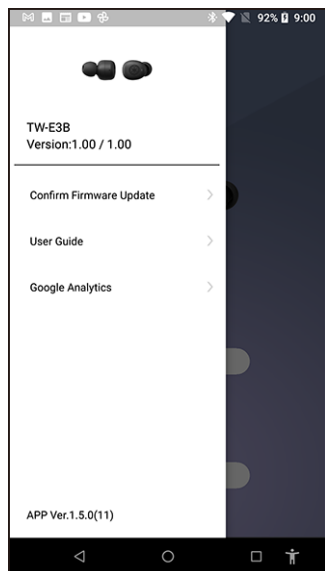 92% 9:00
TW-E3B
Version:1.00 / 1.00
Confirm Firmware Update
User Guide
Google Analytics
APP Ver.1.5.0(11)